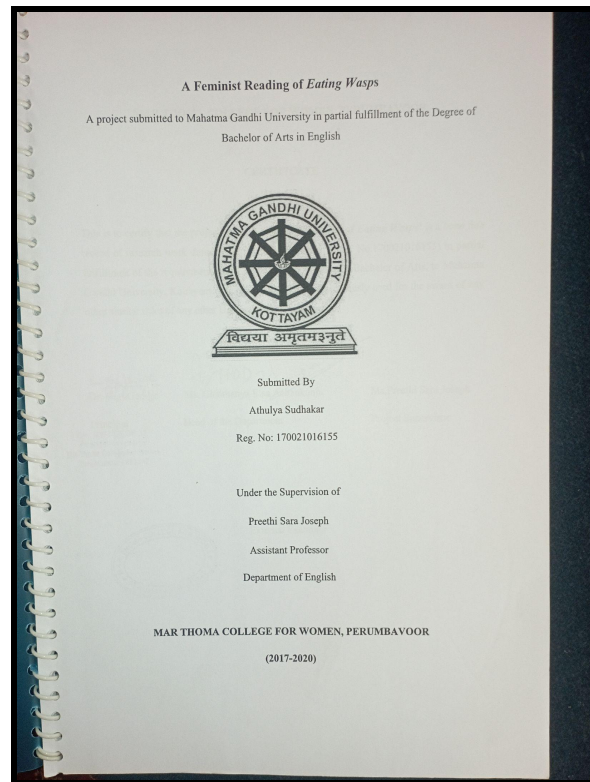 A Feminist Reading of Eating Wasps
A project submitted to Mahatma Gandhi University in partial fulfillment of the Degree of
Bachelor of Arts in English
MAHATMA GANDHI UNIVERSITY
KOTTAYAM
विद्यया अमृतमश्नुते
Submitted By
Athulya Sudhakar
Reg. No: 170021016155
Under the Supervision of
Preethi Sara Joseph
Assistant Professor
Department of English
MAR THOMA COLLEGE FOR WOMEN, PERUMBAVOOR
(2017-2020)